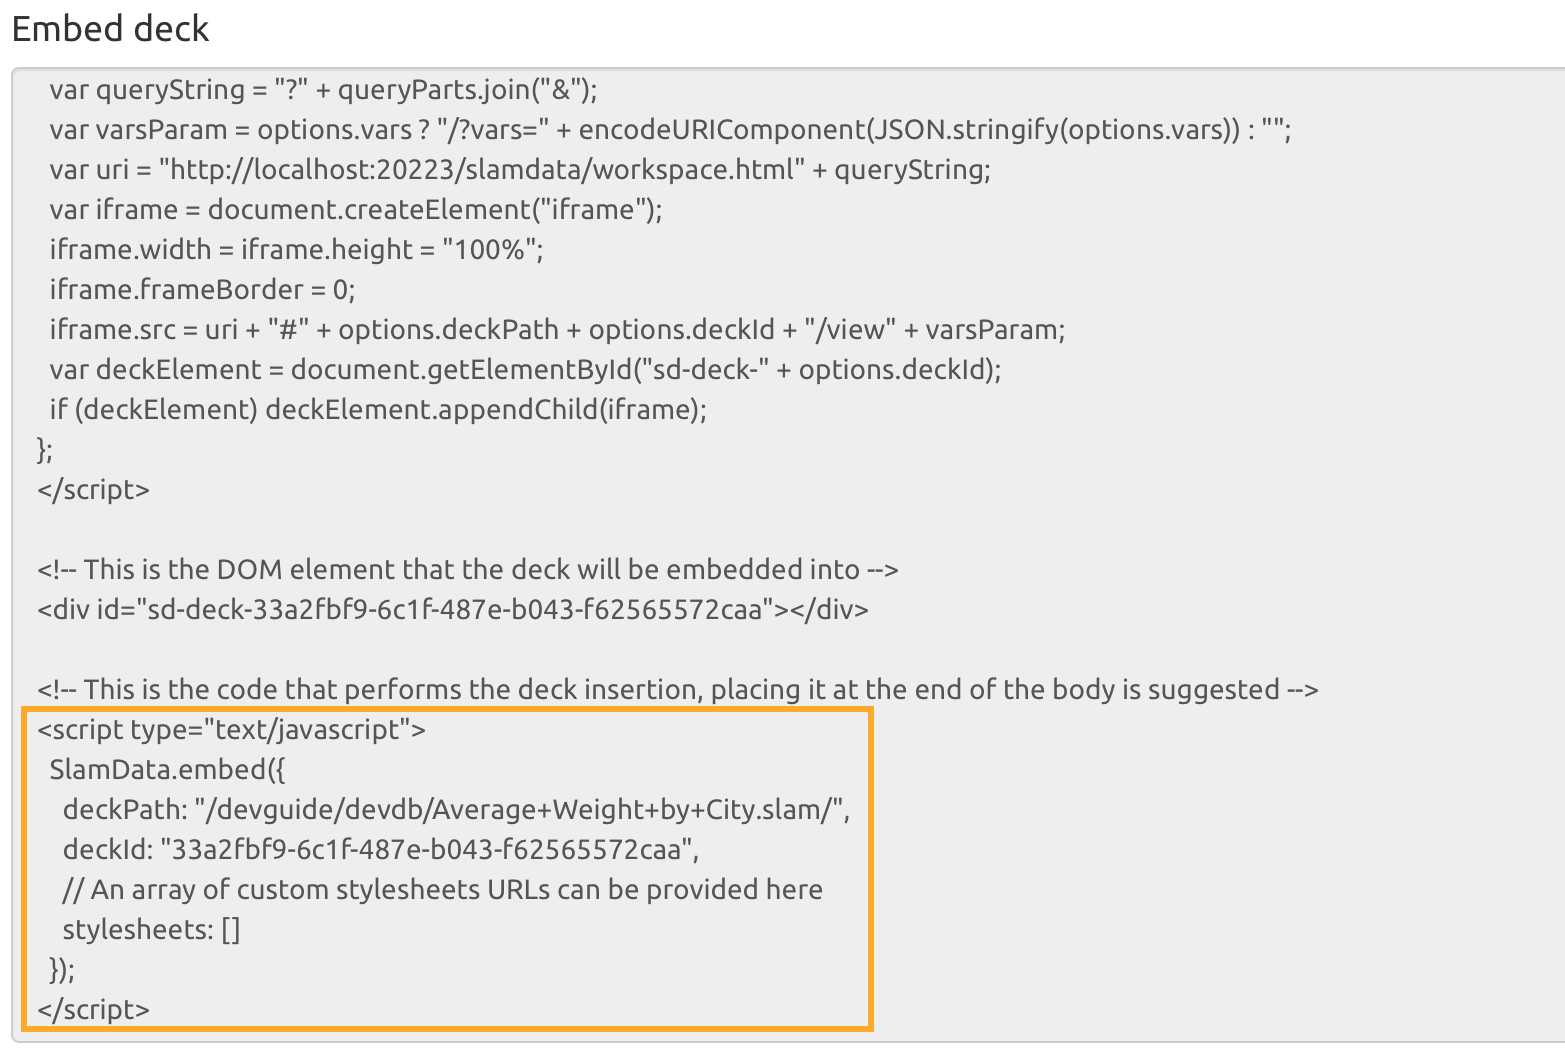 Embed deck
var queryString = "?" + queryParts.join("&");
var varsParam = options.vars ? "/?vars=" + encodeURIComponent(JSON.stringify(options.vars)) : "";
var uri = "http://localhost:20223/slamdata/workspace.html" + queryString;
var iframe = document.createElement("iframe");
iframe.width = iframe.height = "100%";
iframe.frameBorder = 0;
iframe.src = uri + "#" + options.deckPath + options.deckId + "/view" + varsParam;
var deckElement = document.getElementById("sd-deck-" + options.deckId);
if (deckElement) deckElement.appendChild(iframe);
};
</script>
<!-- This is the DOM element that the deck will be embedded into -->
<div id="sd-deck-33a2fbf9-6c1f-487e-b043-f62565572caa"></div>
<!-- This is the code that performs the deck insertion, placing it at the end of the body is suggested -->
<script type="text/javascript">
SlamData.embed({
deckPath: "/devguide/devdb/Average+Weight+by+City.slam/",
deckId: "33a2fbf9-6c1f-487e-b043-f62565572caa",
// An array of custom stylesheets URLs can be provided here
stylesheets: []
});
</script>